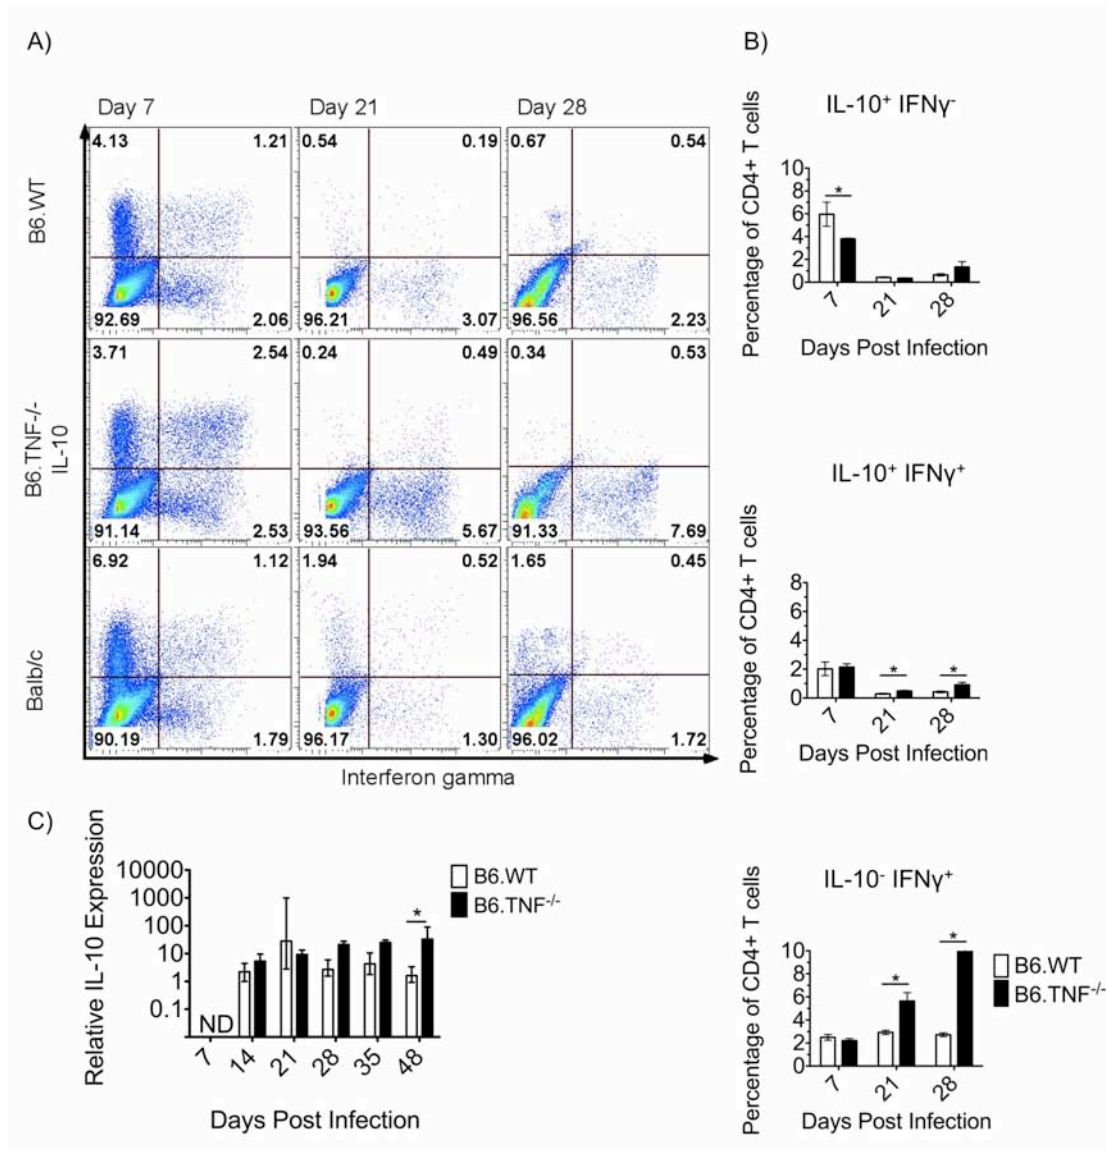 A)
Day 7 Day 21 Day 28
B6.WT
4.13 1.21 0.54 0.19 0.67 0.54
92.69 2.06 96.21 3.07 96.56 2.23
B6.TNF-/-
IL-10
3.71 2.54 0.24 0.49 0.34 0.53
91.14 2.53 93.56 5.67 91.33 7.69
Balb/c
6.92 1.12 1.94 0.52 1.65 0.45
90.19 1.79 96.17 1.30 96.02 1.72
Interferon gamma
B)
IL-10+ IFNγ-
Percentage of CD4+ T cells
10
8
6
4
2
0
*
7 21 28
Days Post Infection
IL-10+ IFNγ+
Percentage of CD4+ T cells
8
6
4
2
0
* *
7 21 28
Days Post Infection
IL-10- IFNγ+
Percentage of CD4+ T cells
10
8
6
4
2
0
* *
7 21 28
Days Post Infection
B6.WT
B6.TNF-/-
C)
Relative IL-10 Expression
10000
1000
100
10
1
0.1
ND
*
7 14 21 28 35 48
Days Post Infection
B6.WT
B6.TNF-/-